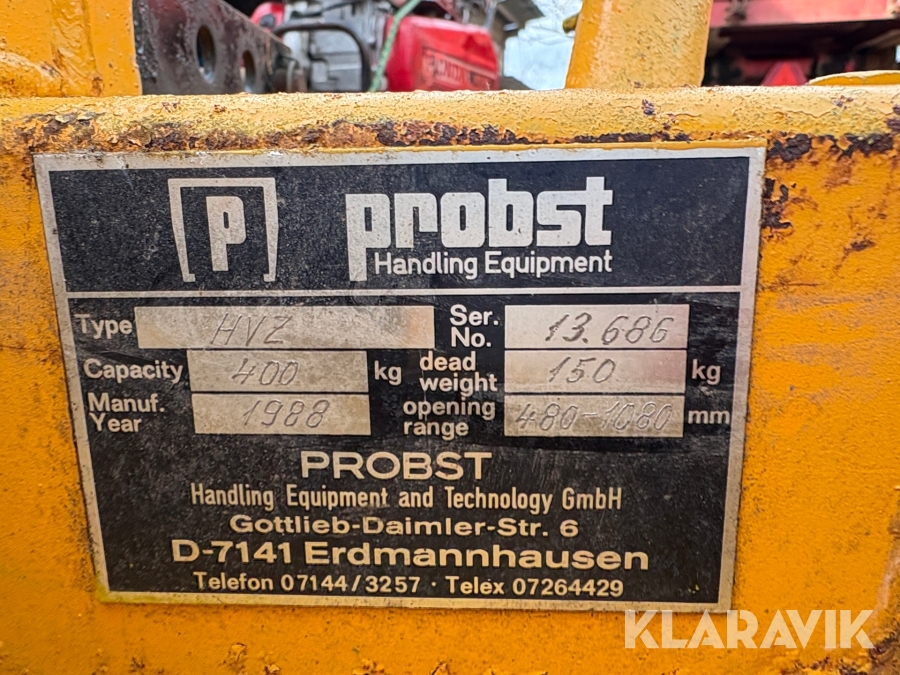 P probst
Handling Equipment
Type HVZ Ser. No. 13.686
Capacity 400 kg dead weight 150 kg
Manuf. Year 1988 opening range 480-1080 mm
PROBST
Handling Equipment and Technology GmbH
Gottlieb-Daimler-Str. 6
D-7141 Erdmannhausen
Telefon 07144/3257 · Telex 07264429
KLARAVIK